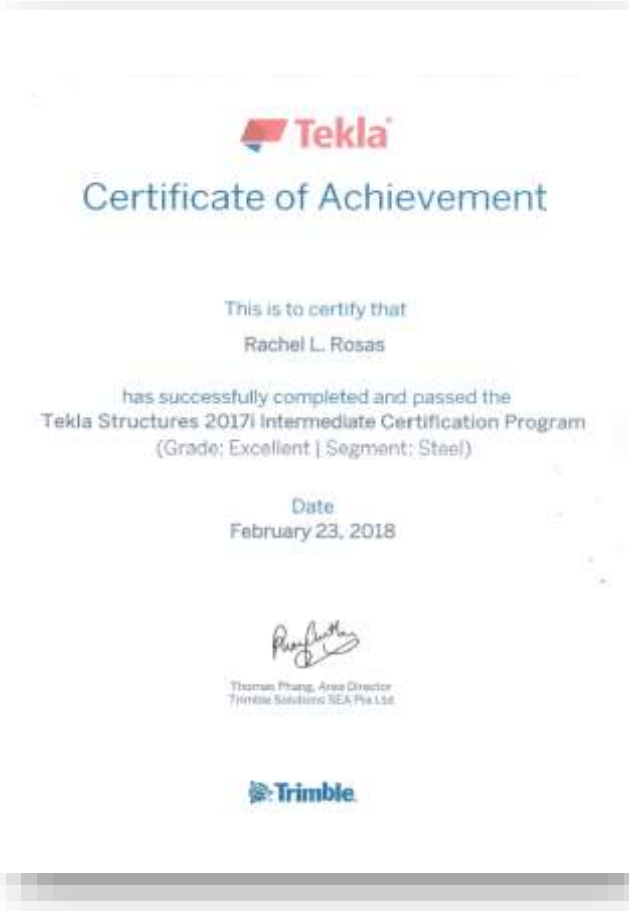 Tekla®
Certificate of Achievement
This is to certify that
Rachel L. Rosas
has successfully completed and passed the
Tekla Structures 2017i Intermediate Certification Program
(Grade: Excellent | Segment: Steel)
Date
February 23, 2018
Thomas Phang, Area Director
Trimble Solutions SEA Pte Ltd
Trimble.